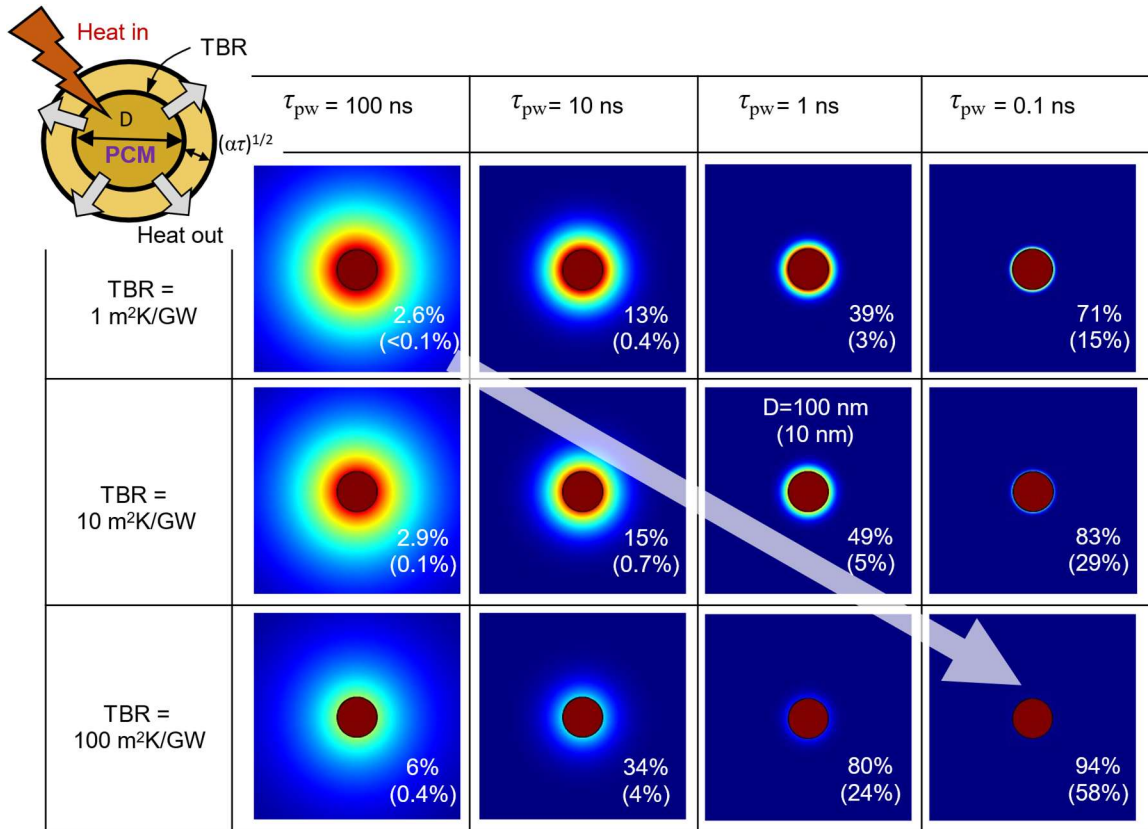 Heat in
TBR
D
PCM
(ατ)¹/²
Heat out
τpw = 100 ns
τpw = 10 ns
τpw = 1 ns
τpw = 0.1 ns
TBR =
1 m²K/GW
2.6%
(<0.1%)
13%
(0.4%)
39%
(3%)
71%
(15%)
TBR =
10 m²K/GW
2.9%
(0.1%)
15%
(0.7%)
D=100 nm
(10 nm)
49%
(5%)
83%
(29%)
TBR =
100 m²K/GW
6%
(0.4%)
34%
(4%)
80%
(24%)
94%
(58%)